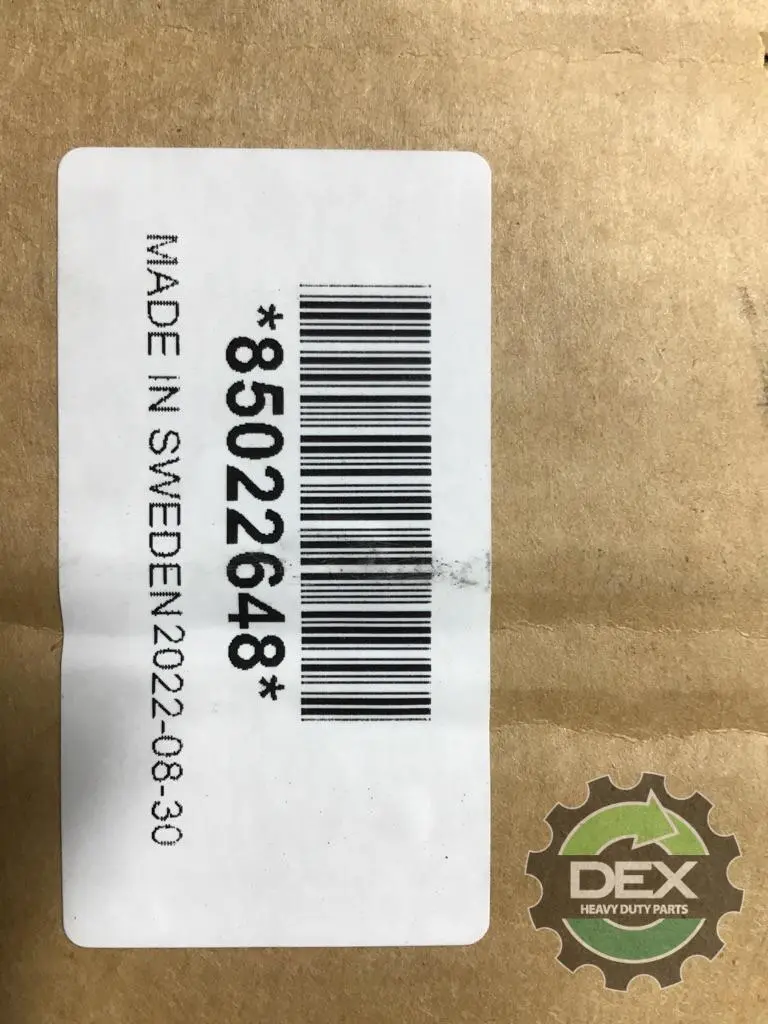 *85022648*
MADE IN SWEDEN 2022-08-30
DEX
HEAVY DUTY PARTS